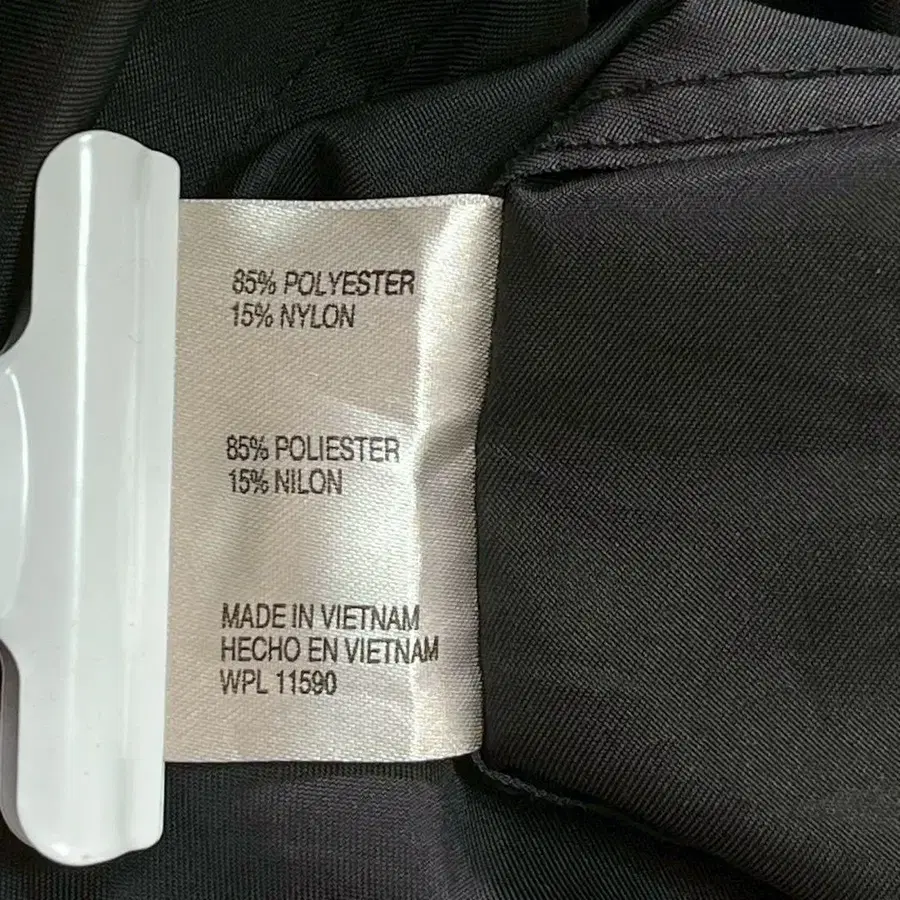 85% POLYESTER
15% NYLON
85% POLIESTER
15% NILON
MADE IN VIETNAM
HECHO EN VIETNAM
WPL 11590